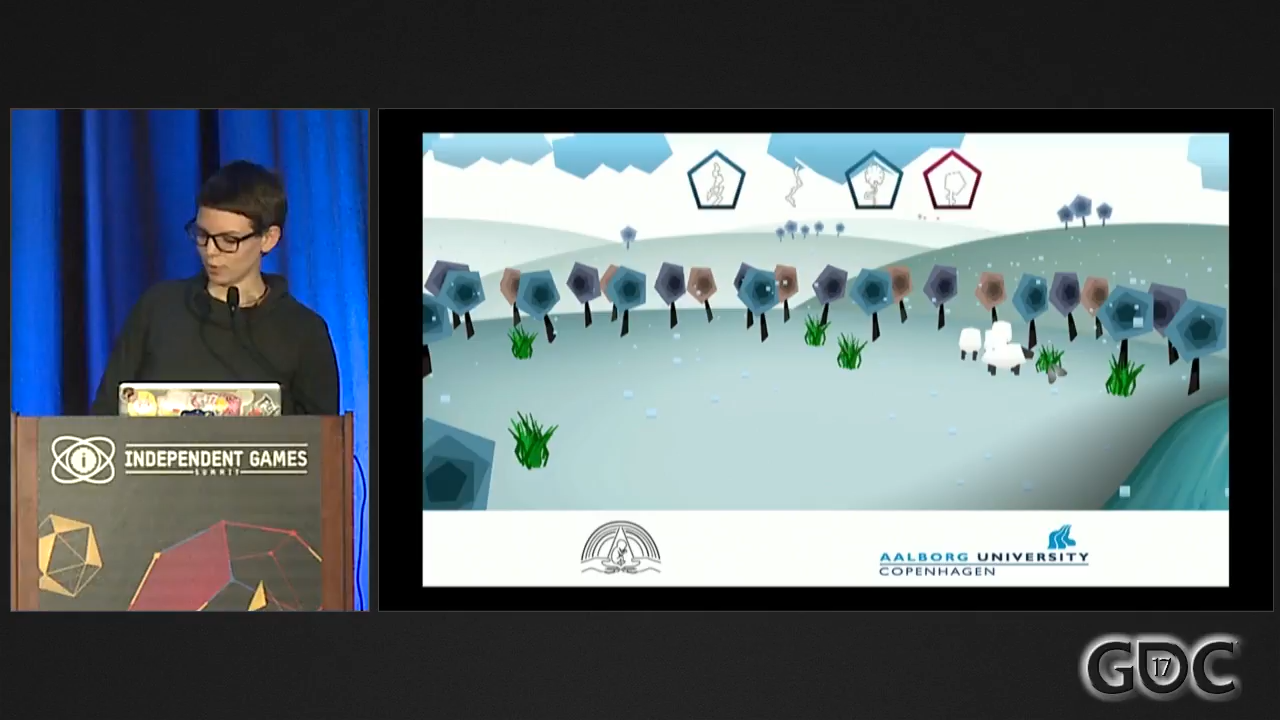 INDEPENDENT GAMES
SUMMIT
AALBORG UNIVERSITY
COPENHAGEN
GDC
17